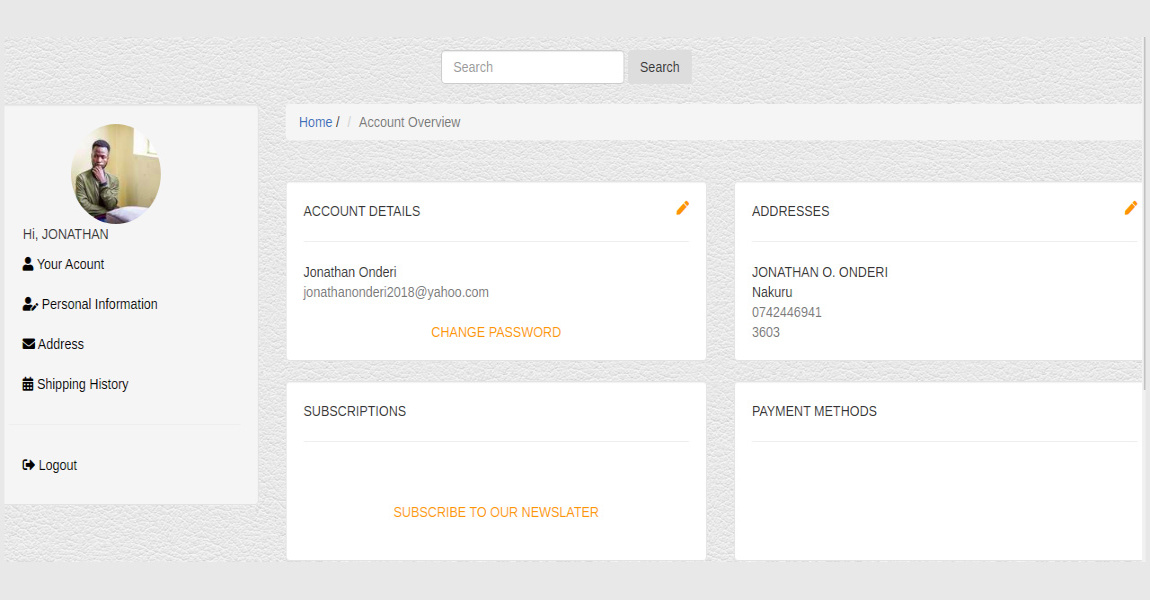 Search
Search
Home / / Account Overview
Hi, JONATHAN
Your Acount
Personal Information
Address
Shipping History
Logout
ACCOUNT DETAILS
Jonathan Onderi
jonathanonderi2018@yahoo.com
CHANGE PASSWORD
ADDRESSES
JONATHAN O. ONDERI
Nakuru
0742446941
3603
SUBSCRIPTIONS
SUBSCRIBE TO OUR NEWSLATER
PAYMENT METHODS